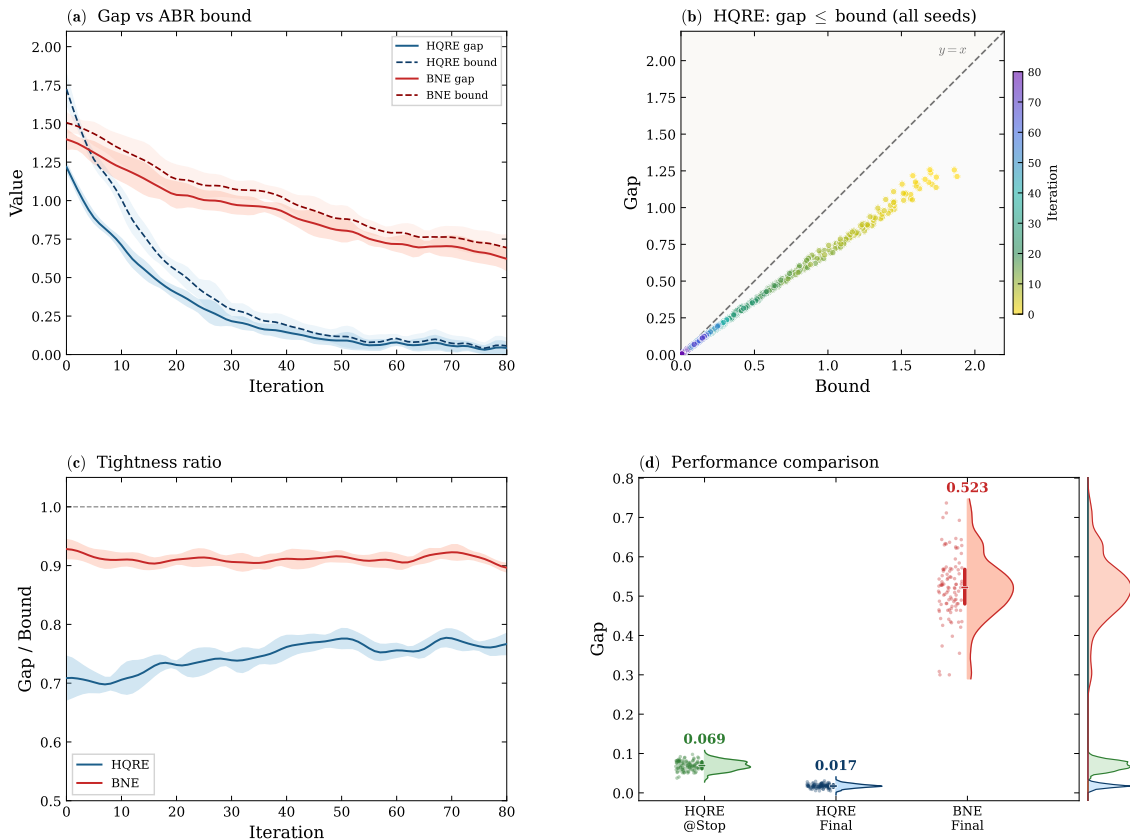 (a) Gap vs ABR bound
2.00
1.75
1.50
1.25
1.00
0.75
0.50
0.25
0.00
Value
0 10 20 30 40 50 60 70 80
Iteration
HQRE gap
HQRE bound
BNE gap
BNE bound
(b) HQRE: gap ≤ bound (all seeds)
2.00
1.75
1.50
1.25
1.00
0.75
0.50
0.25
0.00
Gap
0.0 0.5 1.0 1.5 2.0
Bound
y = x
80
70
60
50
40
30
20
10
0
Iteration
(c) Tightness ratio
1.0
0.9
0.8
0.7
0.6
0.5
Gap / Bound
0 10 20 30 40 50 60 70 80
Iteration
HQRE
BNE
(d) Performance comparison
0.8
0.7
0.6
0.5
0.4
0.3
0.2
0.1
0.0
Gap
0.523
0.069
0.017
HQRE
@Stop
HQRE
Final
BNE
Final